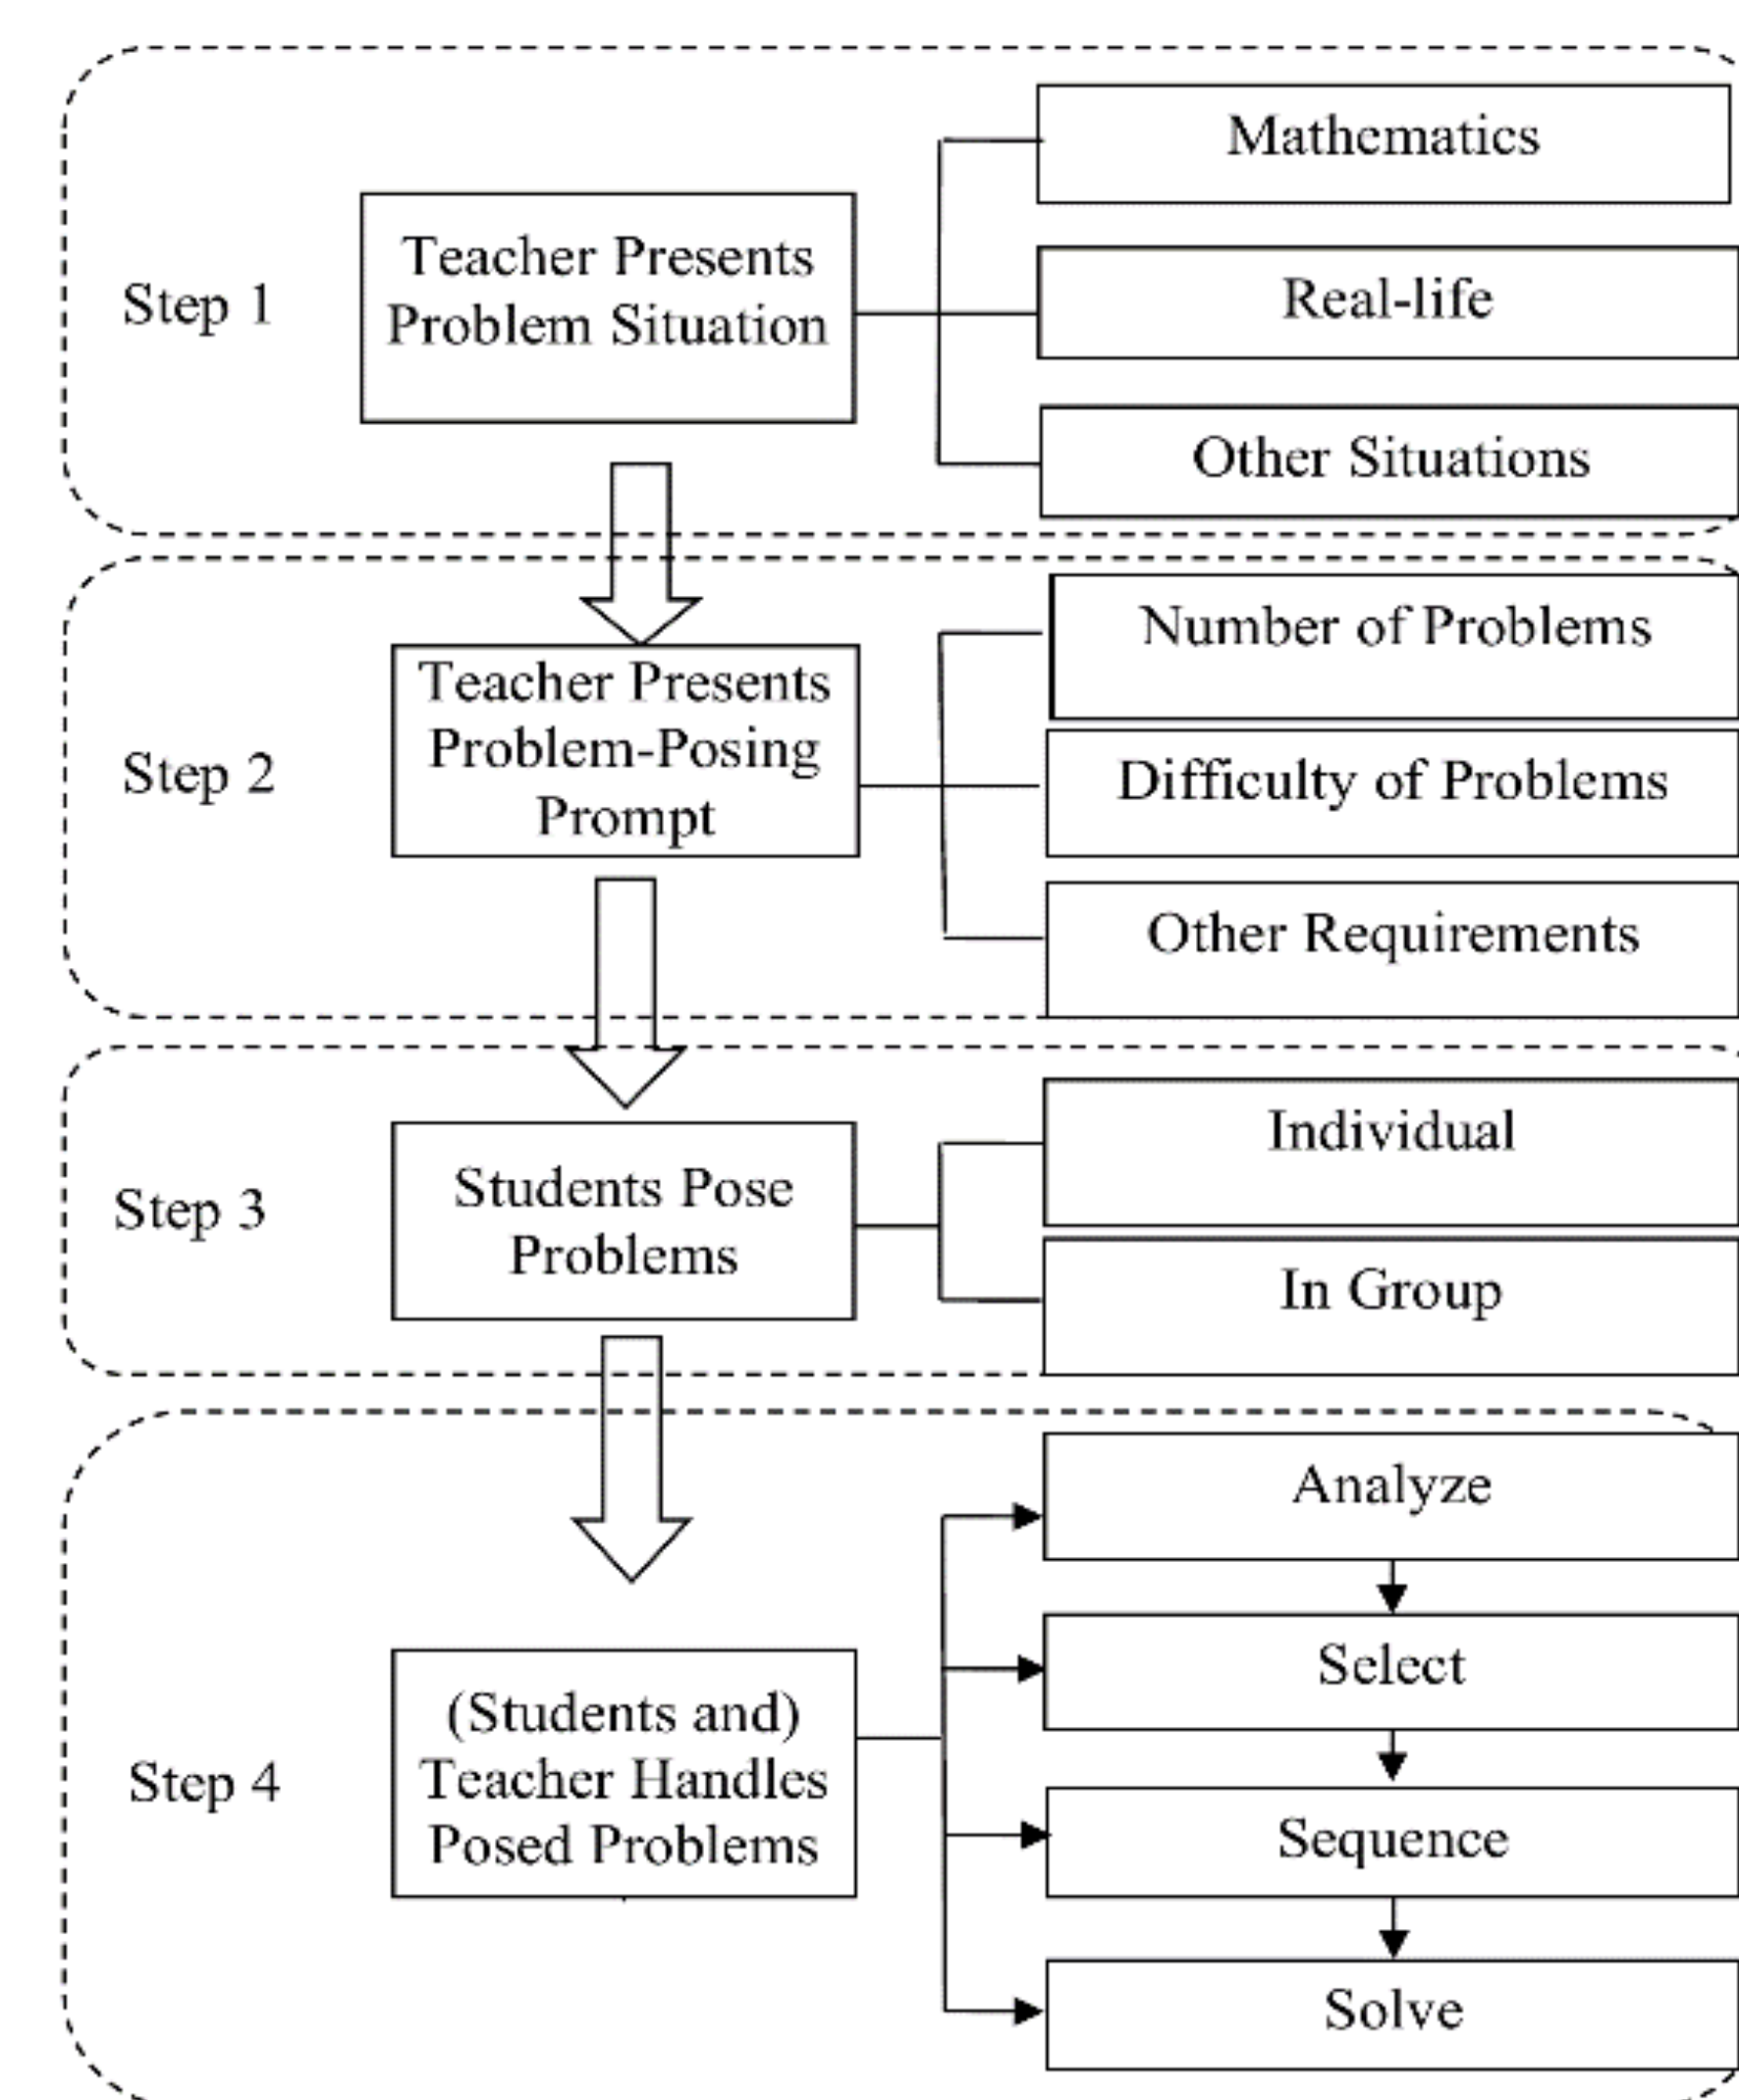 Step 1
Teacher Presents
Problem Situation
Mathematics
Real-life
Other Situations
Step 2
Teacher Presents
Problem-Posing
Prompt
Number of Problems
Difficulty of Problems
Other Requirements
Step 3
Students Pose
Problems
Individual
In Group
Step 4
(Students and)
Teacher Handles
Posed Problems
Analyze
Select
Sequence
Solve